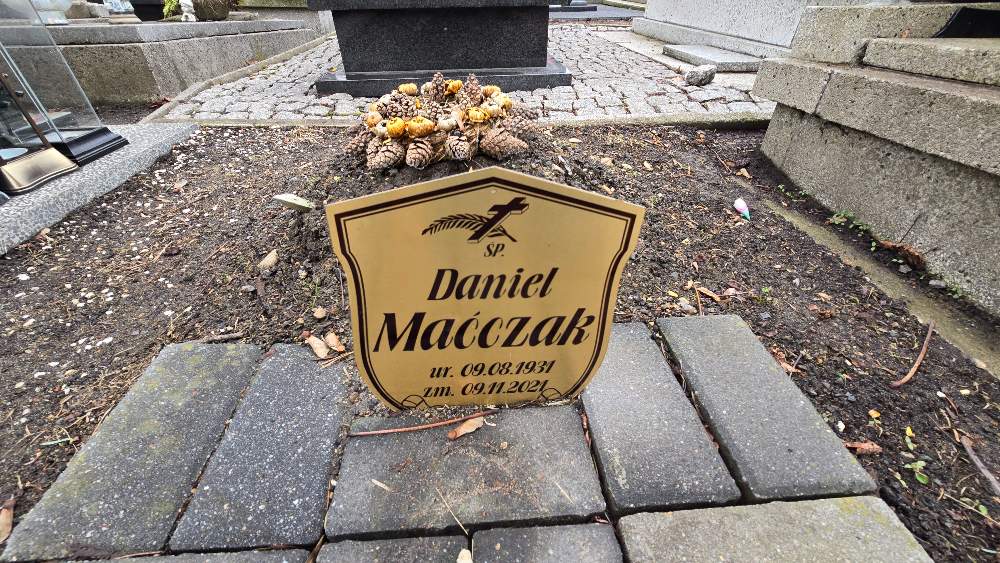 ŚP.
Daniel
Maćczak
ur. 09.08.1931
zm. 09.11.2021